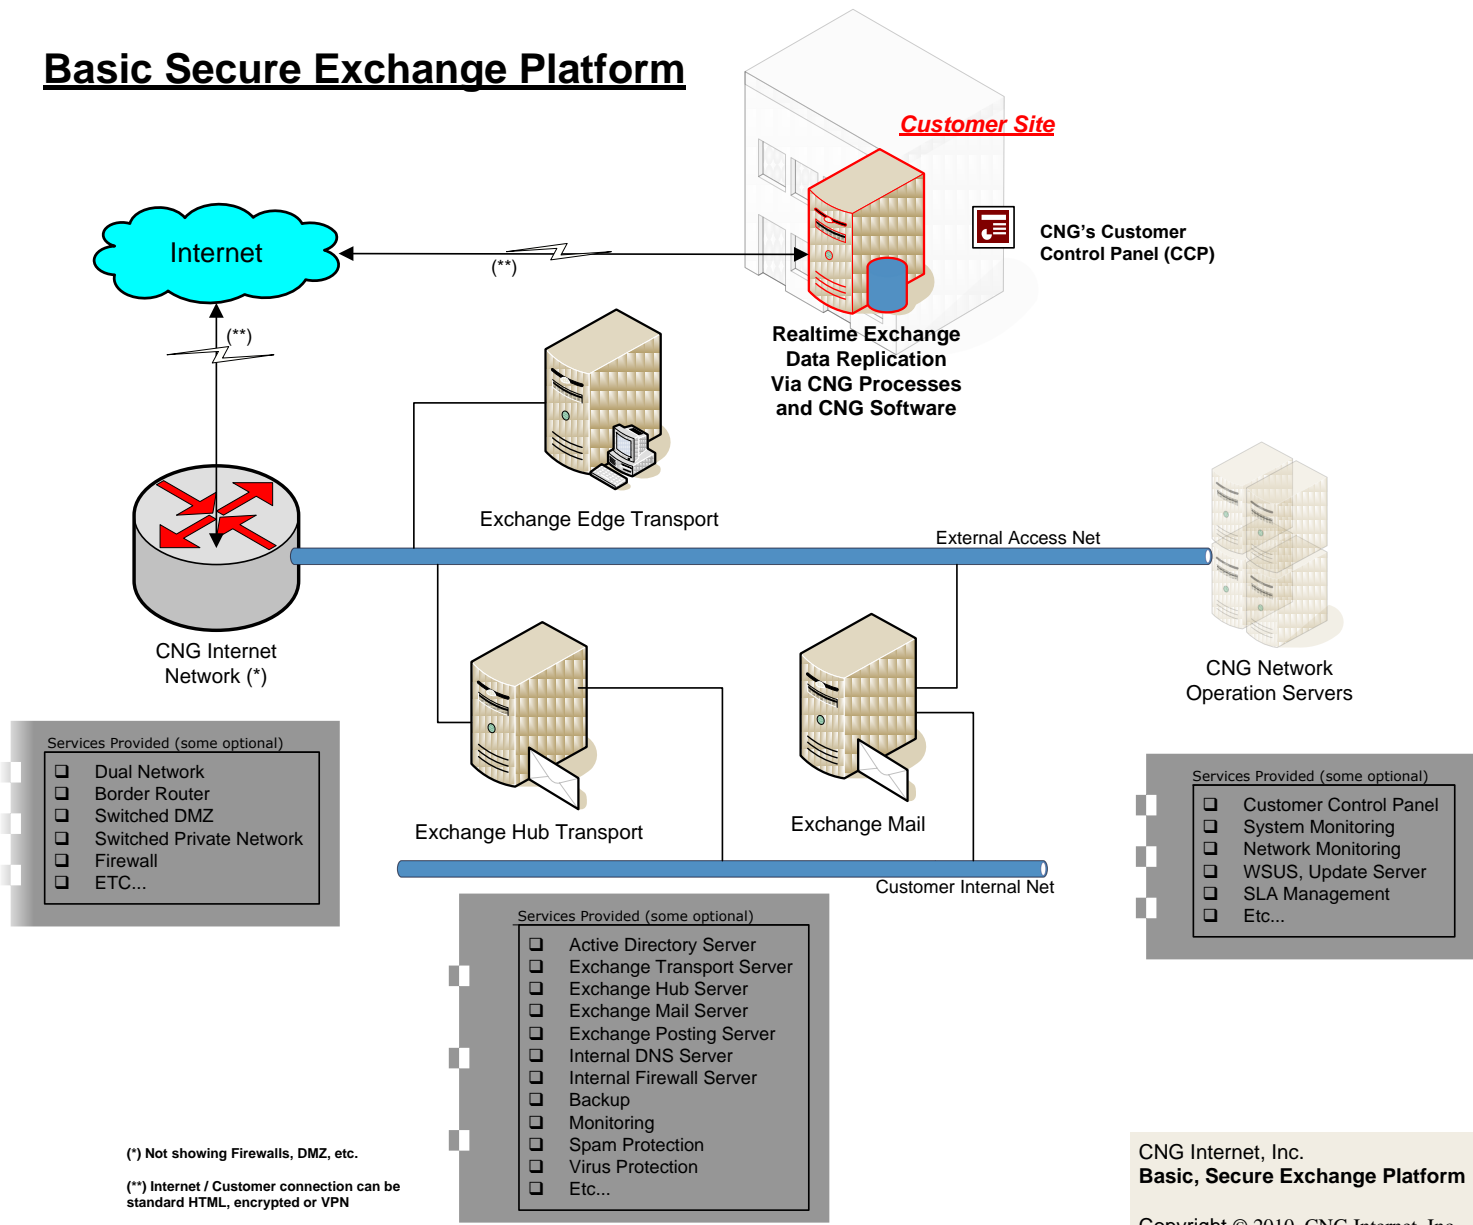 Basic Secure Exchange Platform
Customer Site
CNG's Customer
Control Panel (CCP)
Internet
(**)
(**)
Realtime Exchange
Data Replication
Via CNG Processes
and CNG Software
Exchange Edge Transport
External Access Net
CNG Internet
Network (*)
CNG Network
Operation Servers
Exchange Hub Transport
Exchange Mail
Customer Internal Net
Services Provided (some optional)
❑ Dual Network
❑ Border Router
❑ Switched DMZ
❑ Switched Private Network
❑ Firewall
❑ ETC...
Services Provided (some optional)
❑ Customer Control Panel
❑ System Monitoring
❑ Network Monitoring
❑ WSUS, Update Server
❑ SLA Management
❑ Etc...
Services Provided (some optional)
❑ Active Directory Server
❑ Exchange Transport Server
❑ Exchange Hub Server
❑ Exchange Mail Server
❑ Exchange Posting Server
❑ Internal DNS Server
❑ Internal Firewall Server
❑ Backup
❑ Monitoring
❑ Spam Protection
❑ Virus Protection
❑ Etc...
(*) Not showing Firewalls, DMZ, etc.
(**) Internet / Customer connection can be
standard HTML, encrypted or VPN
CNG Internet, Inc.
Basic, Secure Exchange Platform
Copyright © 2010, CNG Internet, Inc.